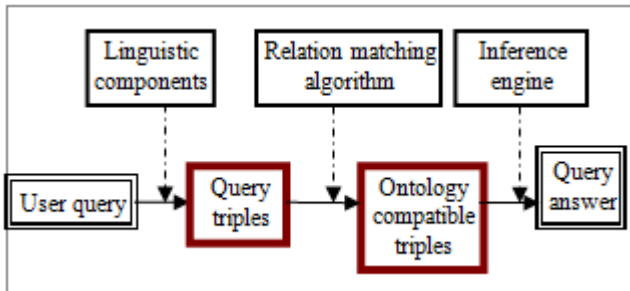 Linguistic
components
Relation matching
algorithm
Inference
engine
User query
Query
triples
Ontology
compatible
triples
Query
answer